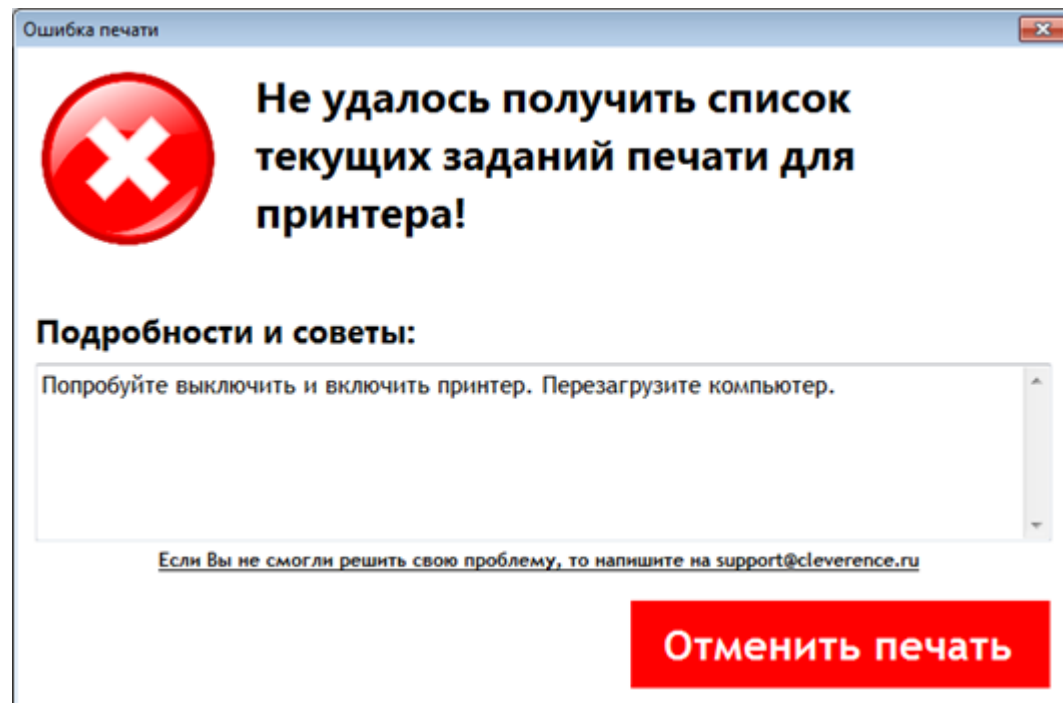 Ошибка печати
Не удалось получить список
текущих заданий печати для
принтера!
Подробности и советы:
Попробуйте выключить и включить принтер. Перезагрузите компьютер.
Если Вы не смогли решить свою проблему, то напишите на support@cleverence.ru
Отменить печать